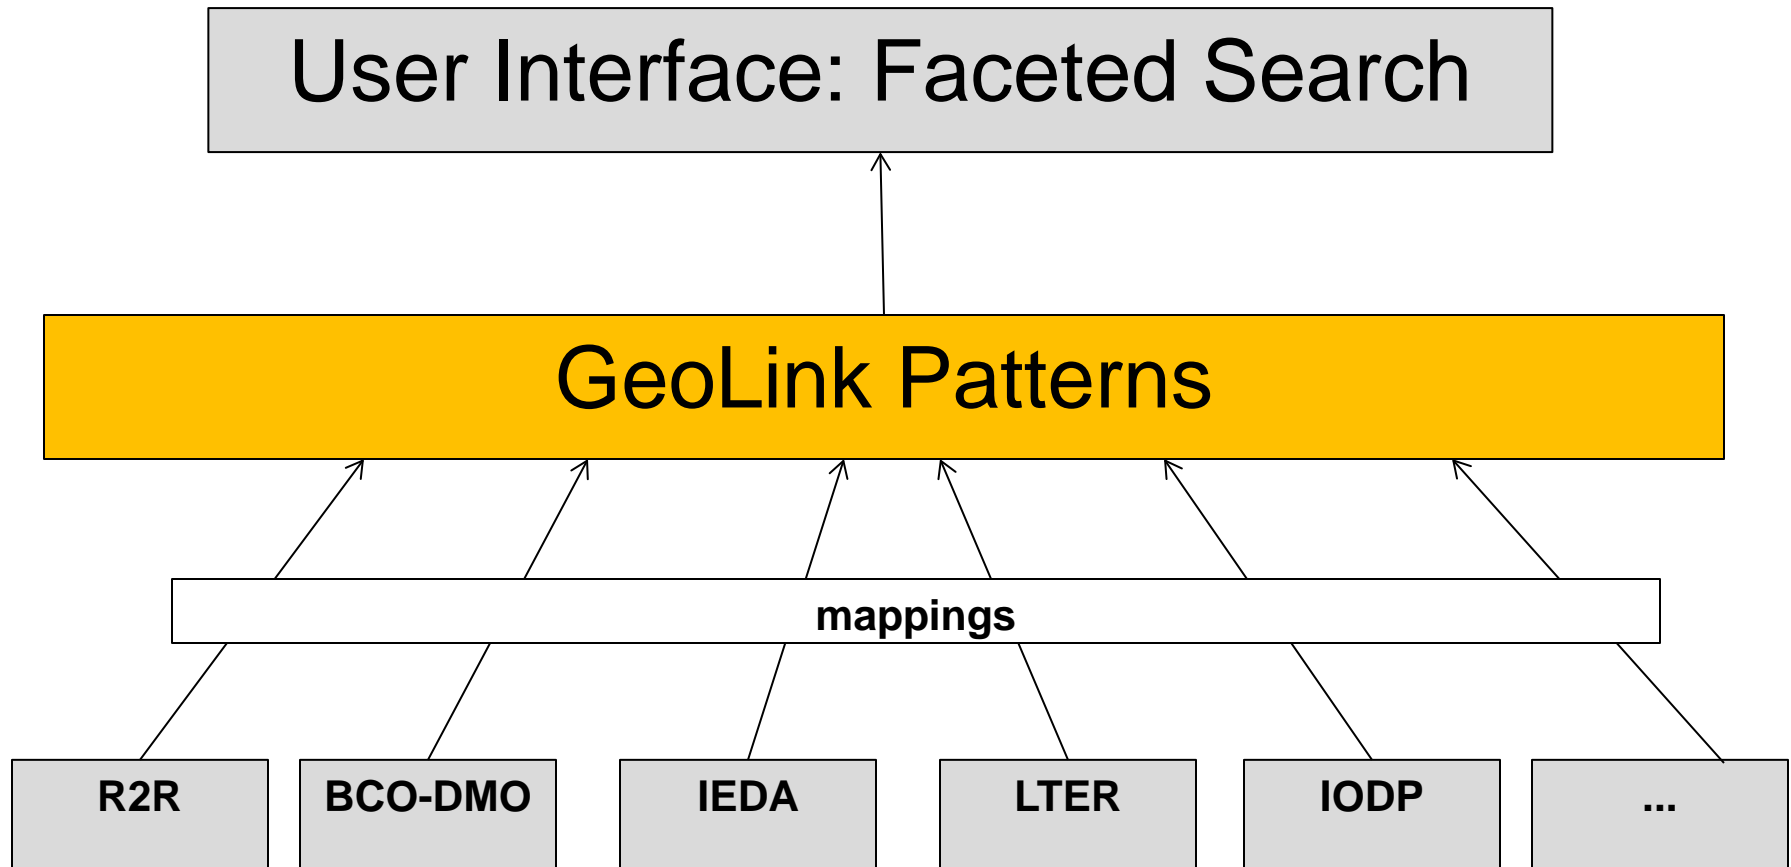 User Interface: Faceted Search
GeoLink Patterns
mappings
R2R BCO-DMO IEDA LTER IODP ...